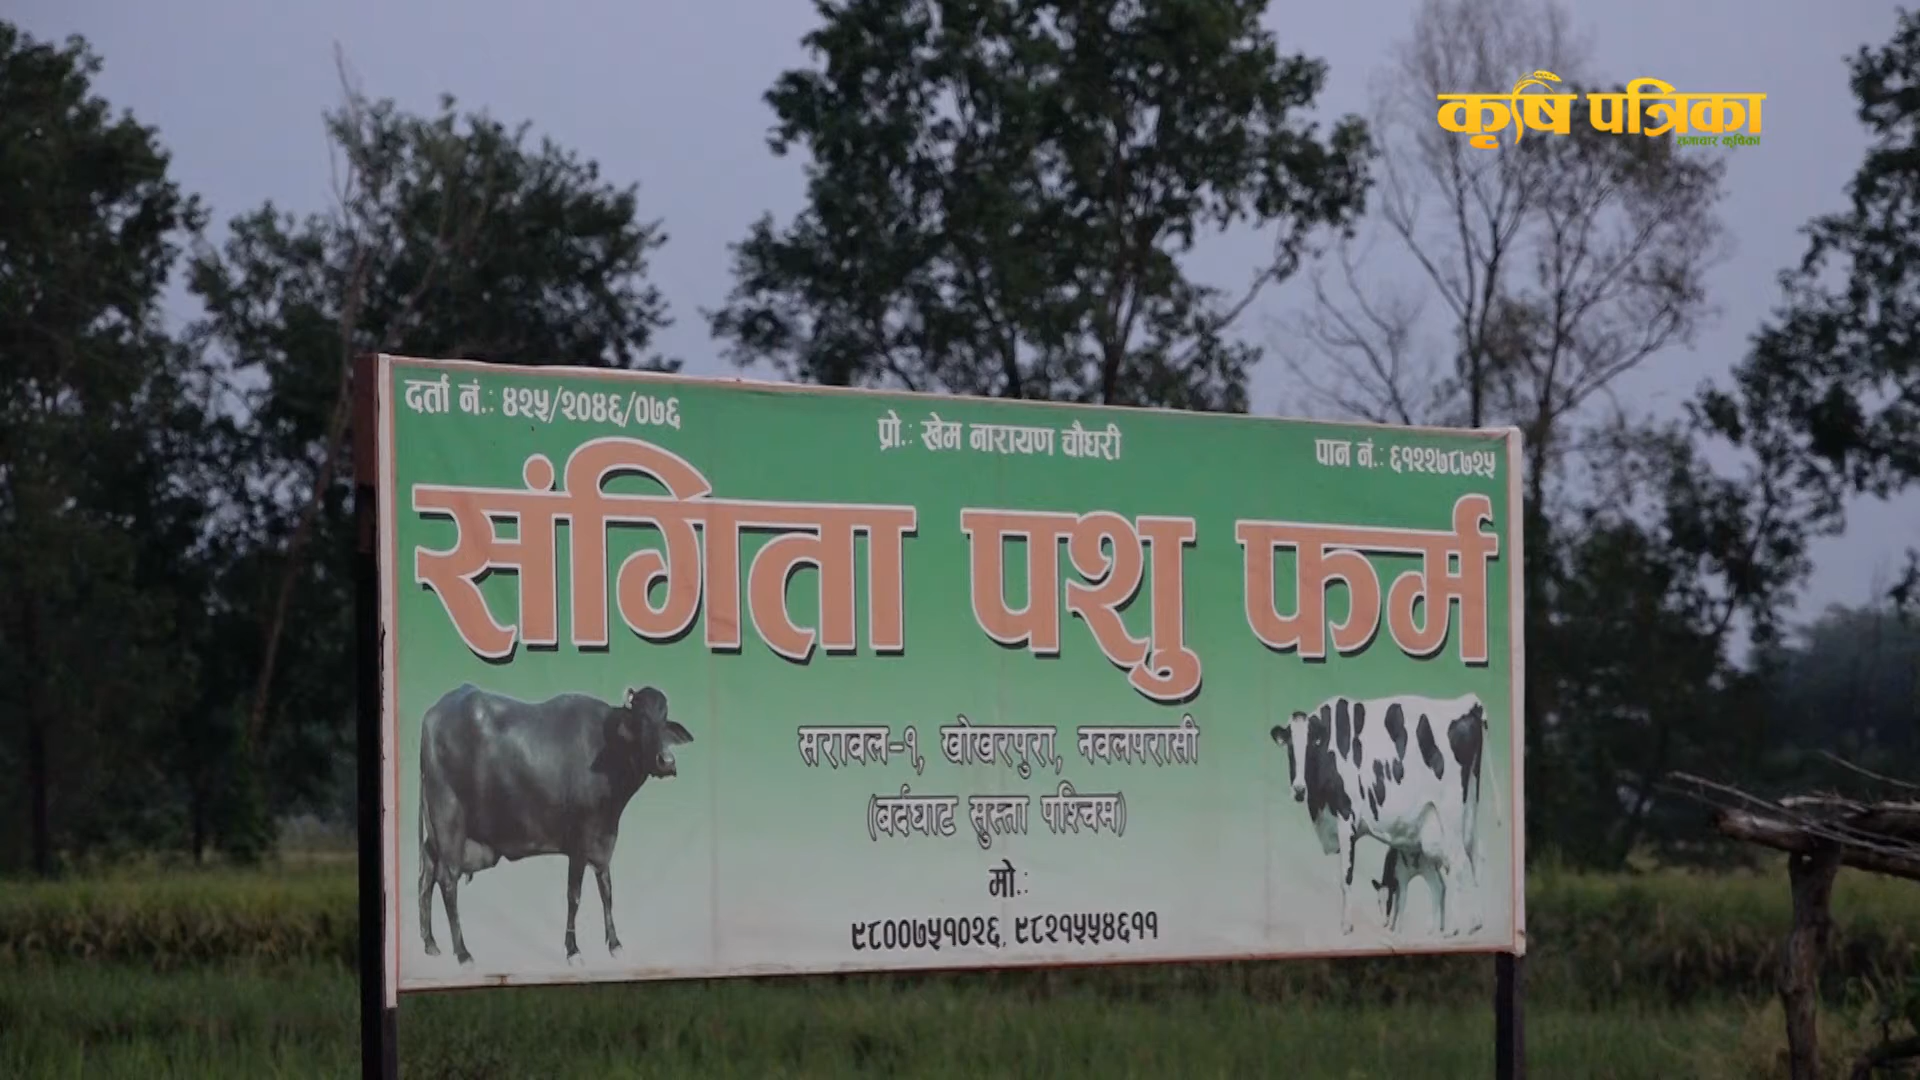 कृषि पत्रिका
समाचार कृषिका
दर्ता नं.: ४२५/२०४६/०७६
प्रो.: खेम नारायण चौधरी
पान नं.: ६१२२७८७२५
संगिता पशु फर्म
सरावल-१, खोखरपुरा, नवलपरासी
(बर्दघाट सुस्ता पश्चिम)
मो.:
९८००७५१०२६, ९८२१५५४६११